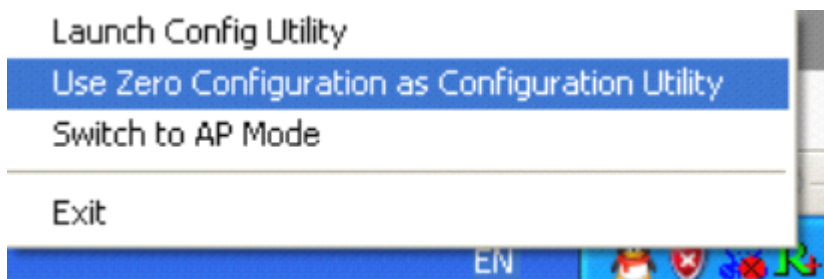 Launch Config Utility
Use Zero Configuration as Configuration Utility
Switch to AP Mode
Exit
EN